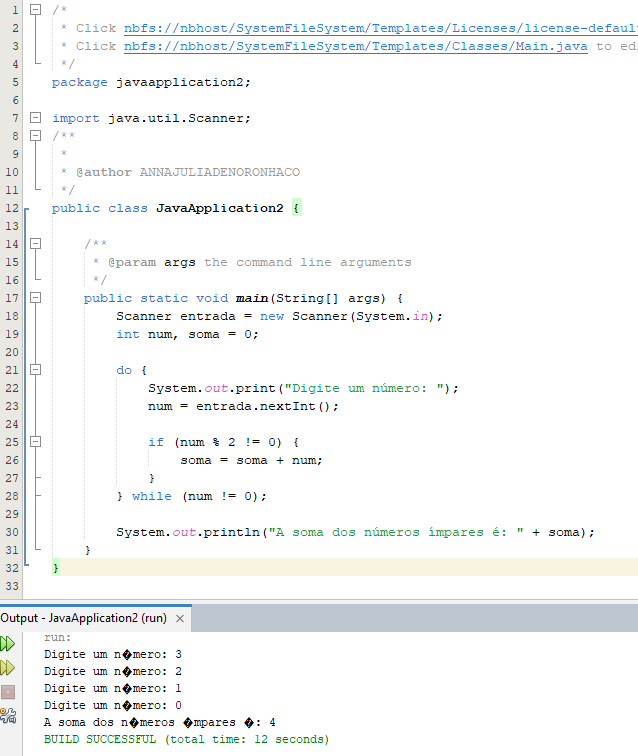 1 /*
2 * Click nbfs://nbhost/SystemFileSystem/Templates/Licenses/license-defaul
3 * Click nbfs://nbhost/SystemFileSystem/Templates/Classes/Main.java to ed
4 */
5 package javaapplication2;
6
7 import java.util.Scanner;
8 /**
9 *
10 * @author ANNAJULIADENORONHACO
11 */
12 public class JavaApplication2 {
13
14 /**
15 * @param args the command line arguments
16 */
17 public static void main(String[] args) {
18 Scanner entrada = new Scanner(System.in);
19 int num, soma = 0;
20
21 do {
22 System.out.print("Digite um número: ");
23 num = entrada.nextInt();
24
25 if (num % 2 != 0) {
26 soma = soma + num;
27 }
28 } while (num != 0);
29
30 System.out.println("A soma dos números ímpares é: " + soma);
31 }
32 }
33
Output - JavaApplication2 (run) ×
run:
Digite um n�mero: 3
Digite um n�mero: 2
Digite um n�mero: 1
Digite um n�mero: 0
A soma dos n�meros �mpares �: 4
BUILD SUCCESSFUL (total time: 12 seconds)